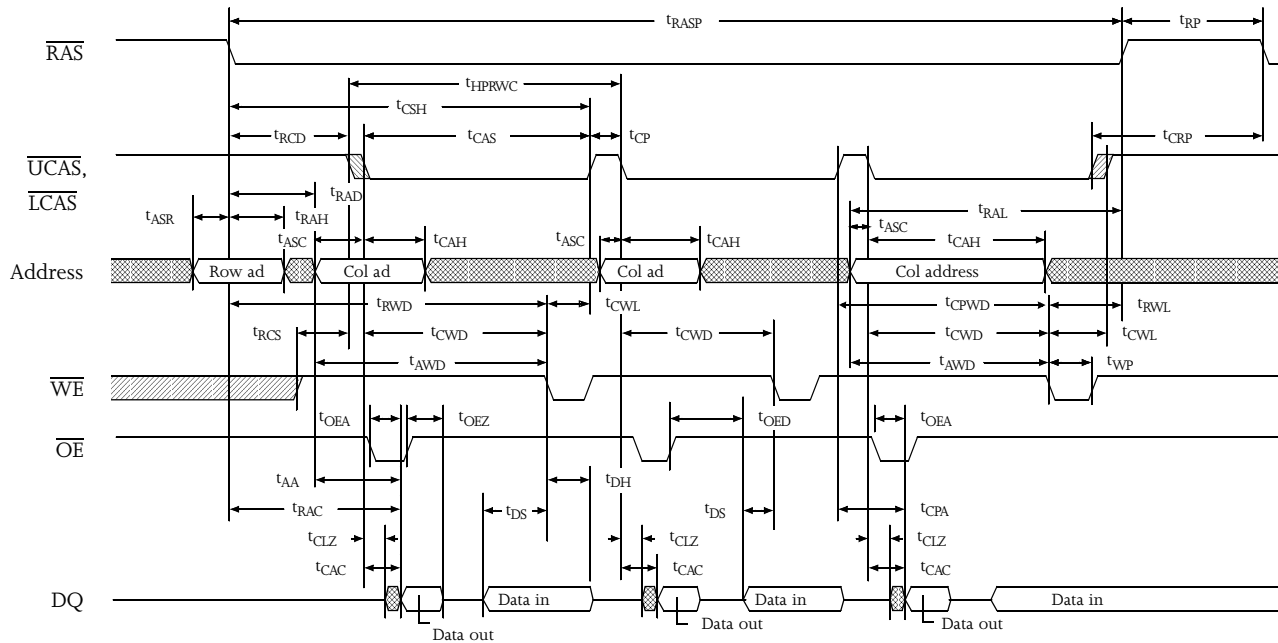 tRASP tRP
RAS
tHPRWC
tCSH
tRCD tCAS tCP tCRP
UCAS,
LCAS
tRAD tRAL
tASR tRAH tASC
tASC tCAH tASC tCAH tCAH
Address Row ad Col ad Col ad Col address
tRWD tCWL tCPWD tRWL
tRCS tCWD tCWD tCWD tCWL
tAWD tAWD tWP
WE
tOEA tOEZ tOED tOEA
OE
tAA tDH
tRAC tDS tDS tCPA
tCLZ tCLZ tCLZ
tCAC tCAC tCAC
DQ Data in Data in Data in
Data out Data out Data out